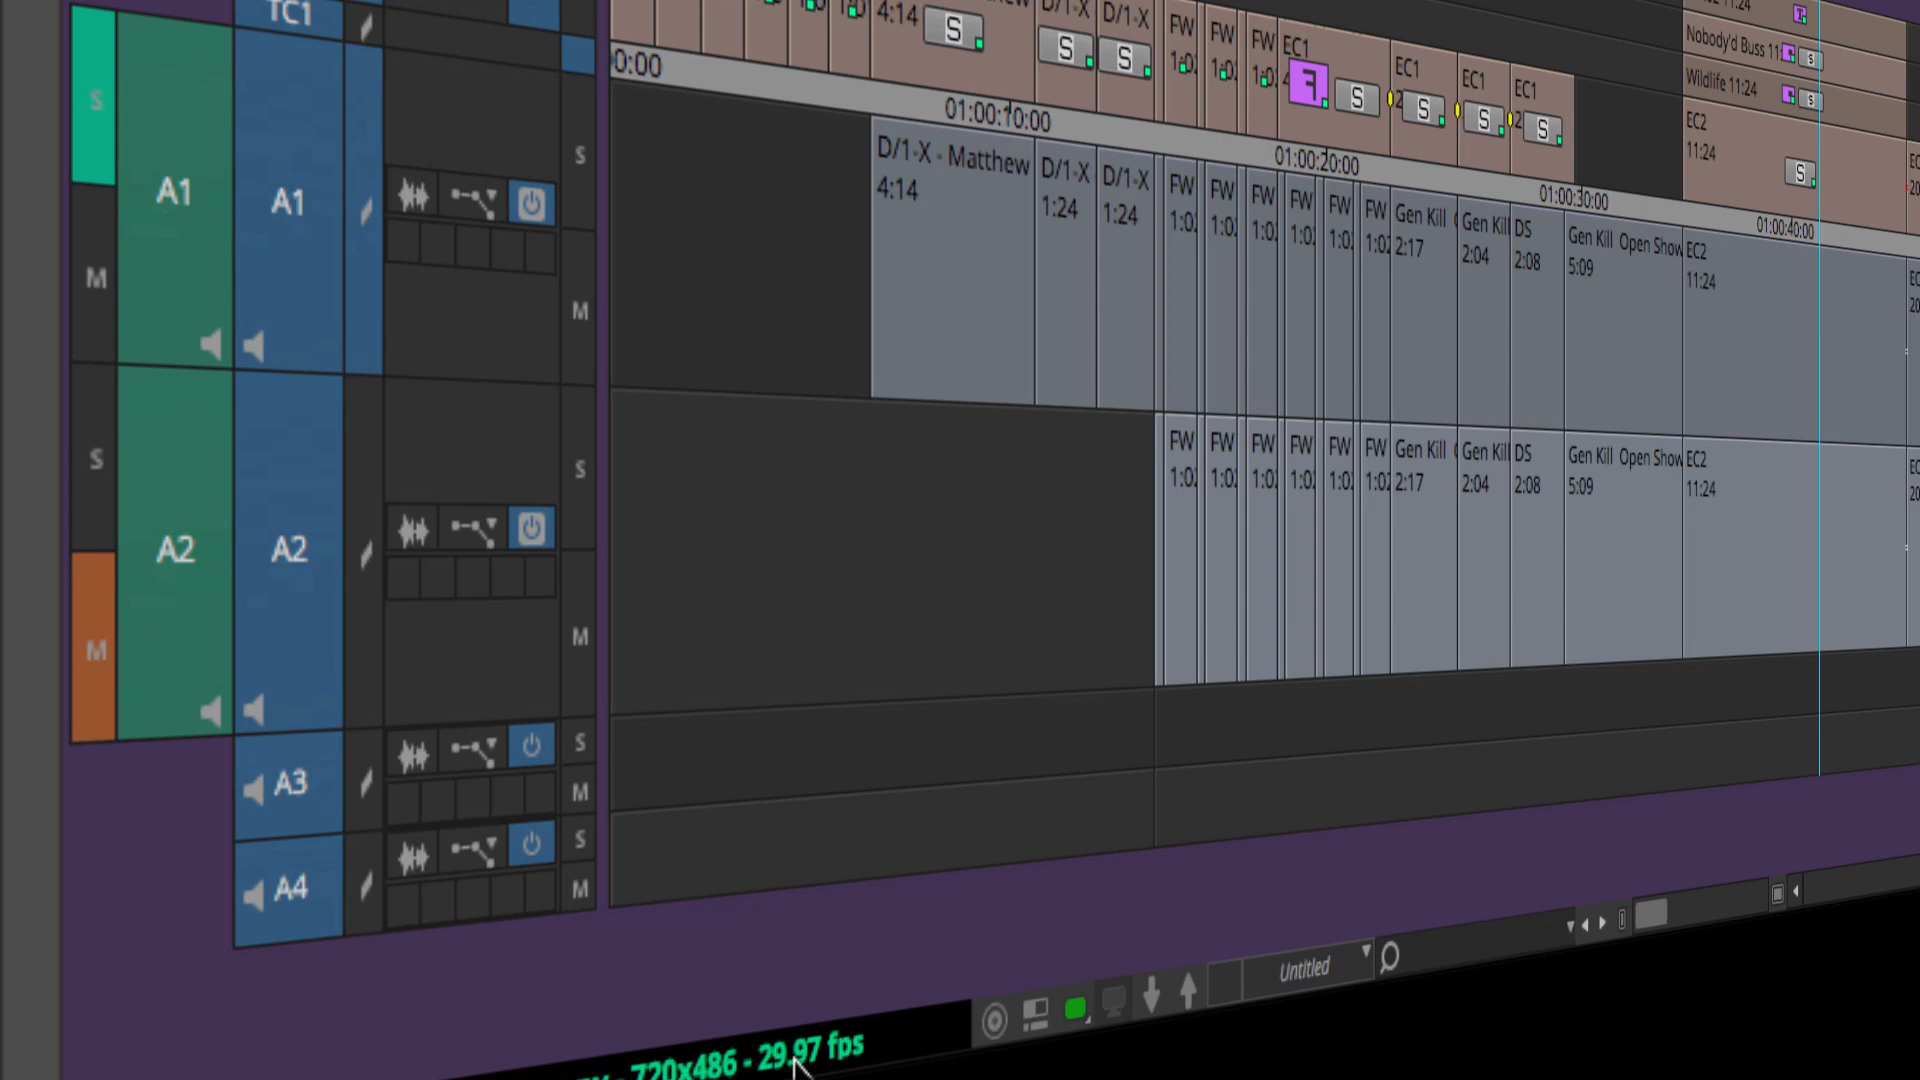 TC1
4:14
D/1-X
D/1-X
FW
FW
FW
EC1
EC1
EC1
EC1
S
S
S
S
S
S
S
Nobody'd Buss 11:
S
Wildlife 11:24
S
EC2
11:24
S
0:00
01:00:10:00
01:00:20:00
01:00:30:00
01:00:40:00
S
M
A1
A1
S
M
D/1-X - Matthew
4:14
D/1-X
1:24
D/1-X
1:24
FW
FW
FW
FW
FW
FW
Gen Kill
2:17
Gen Kill
2:04
DS
2:08
Gen Kill Open Show
5:09
EC2
11:24
S
M
A2
A2
S
M
FW
FW
FW
FW
FW
FW
Gen Kill
2:17
Gen Kill
2:04
DS
2:08
Gen Kill Open Show
5:09
EC2
11:24
A3
S
M
A4
S
M
Untitled
720x486 - 29.97 fps